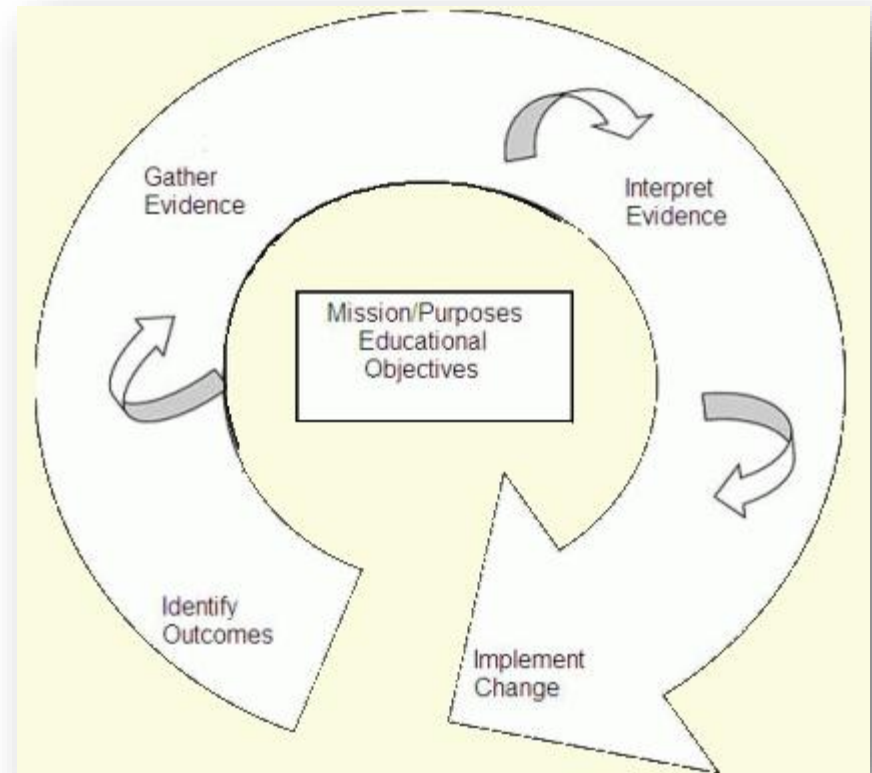 Gather
Evidence
Interpret
Evidence
Mission/Purposes
Educational
Objectives
Identify
Outcomes
Implement
Change